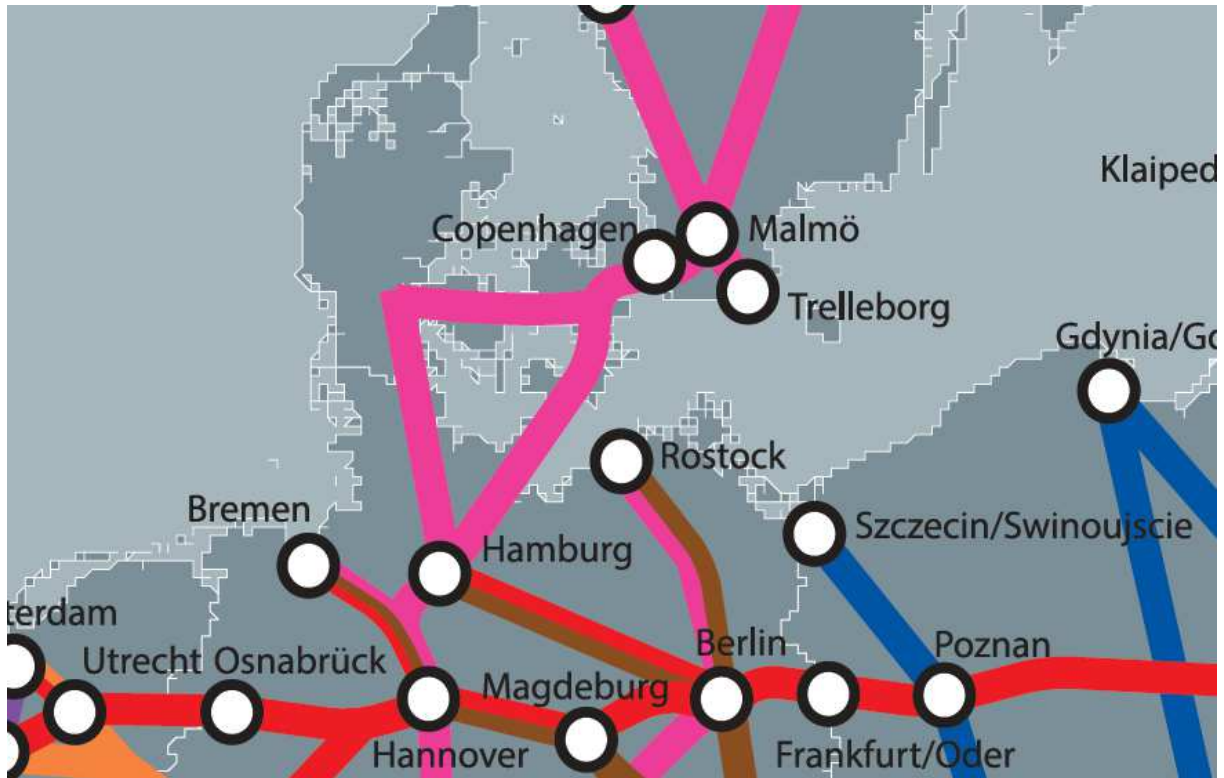 Klaiped
Copenhagen
Malmö
Trelleborg
Gdynia/Gd
Rostock
Bremen
Szczecin/Swinoujscie
Hamburg
terdam
Berlin
Poznan
Utrecht
Osnabrück
Magdeburg
Hannover
Frankfurt/Oder